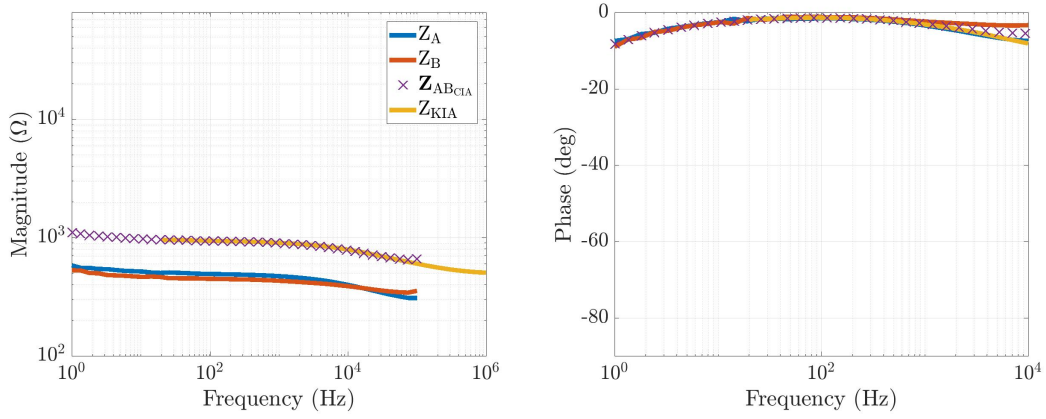 Magnitude (Ω)
10^4
10^3
10^2
Z_A
Z_B
Z_AB_CIA
Z_KIA
10^0
10^2
10^4
10^6
Frequency (Hz)
Phase (deg)
0
-20
-40
-60
-80
10^0
10^2
10^4
Frequency (Hz)